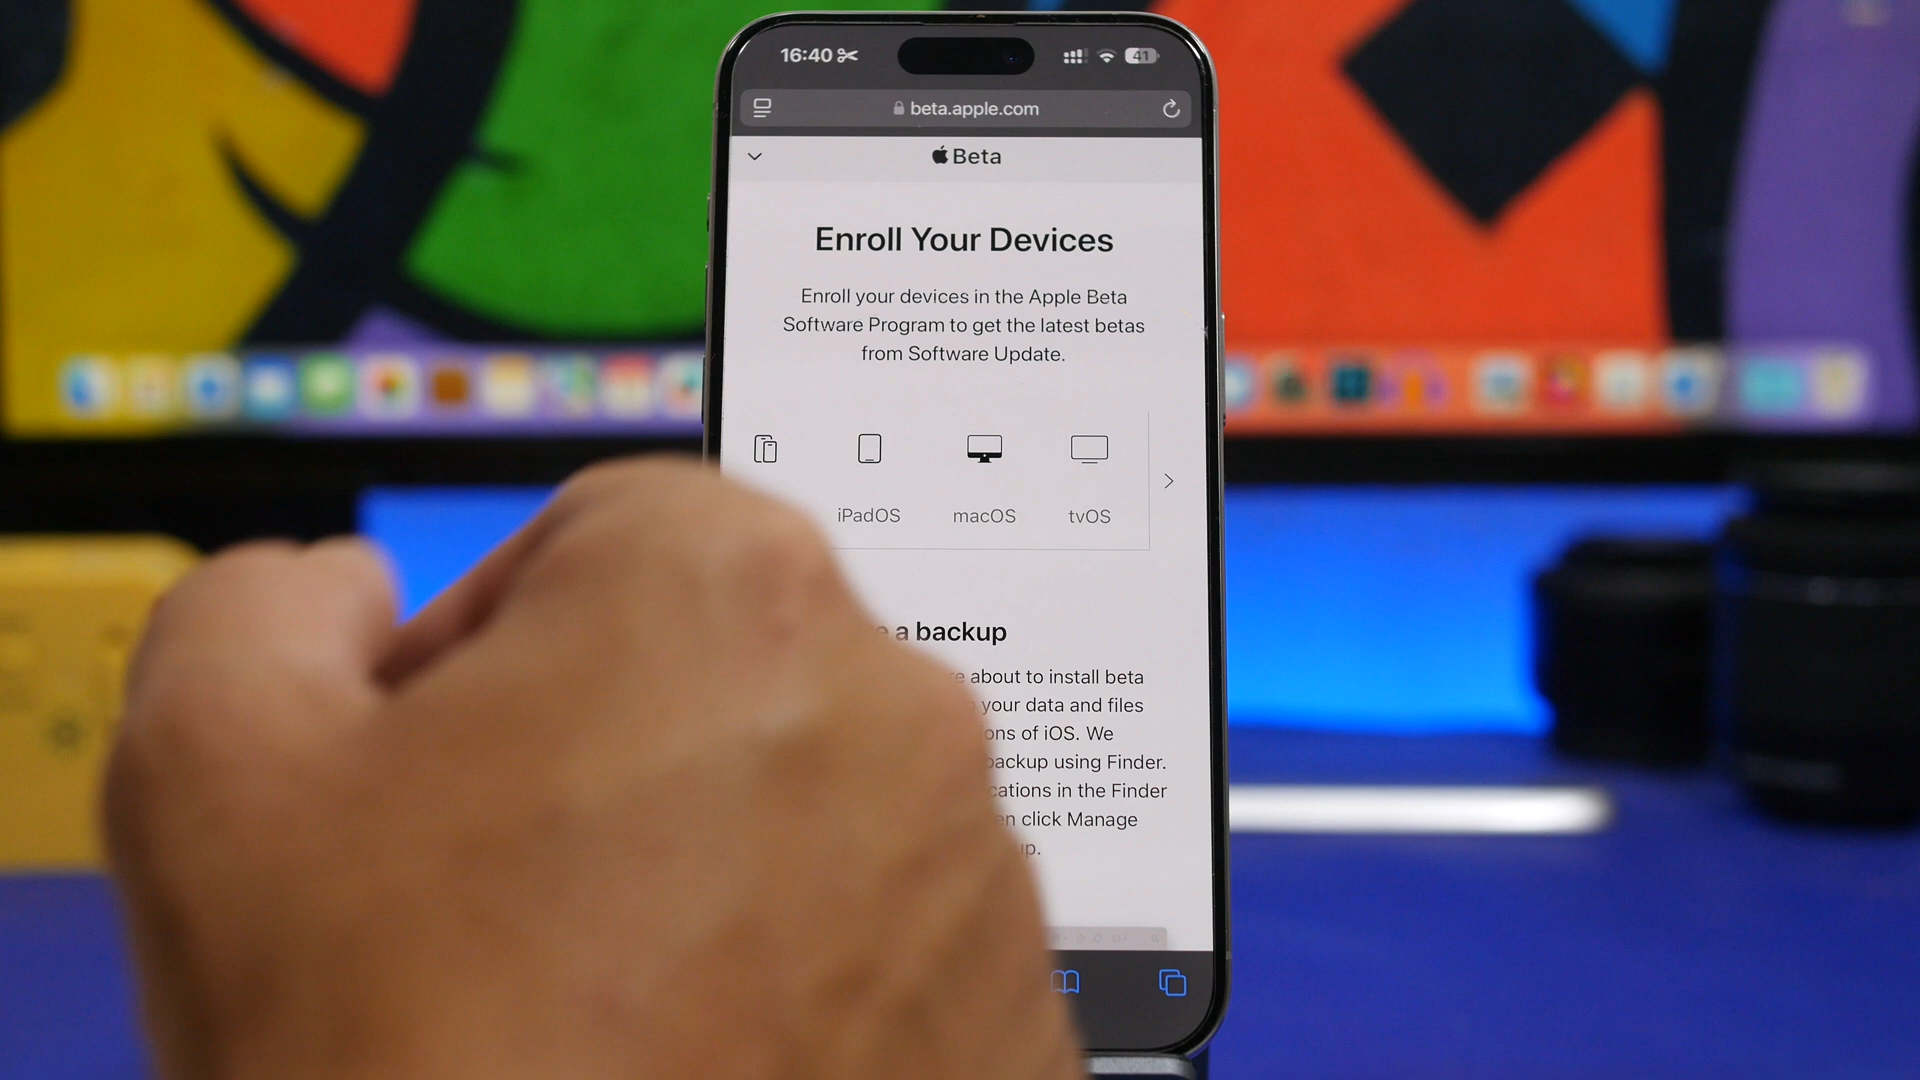 16:40
41
beta.apple.com
Beta
Enroll Your Devices
Enroll your devices in the Apple Beta
Software Program to get the latest betas
from Software Update.
iPadOS
macOS
tvOS
a backup
about to install beta
your data and files
ons of iOS. We
backup using Finder.
cations in the Finder
en click Manage
up.